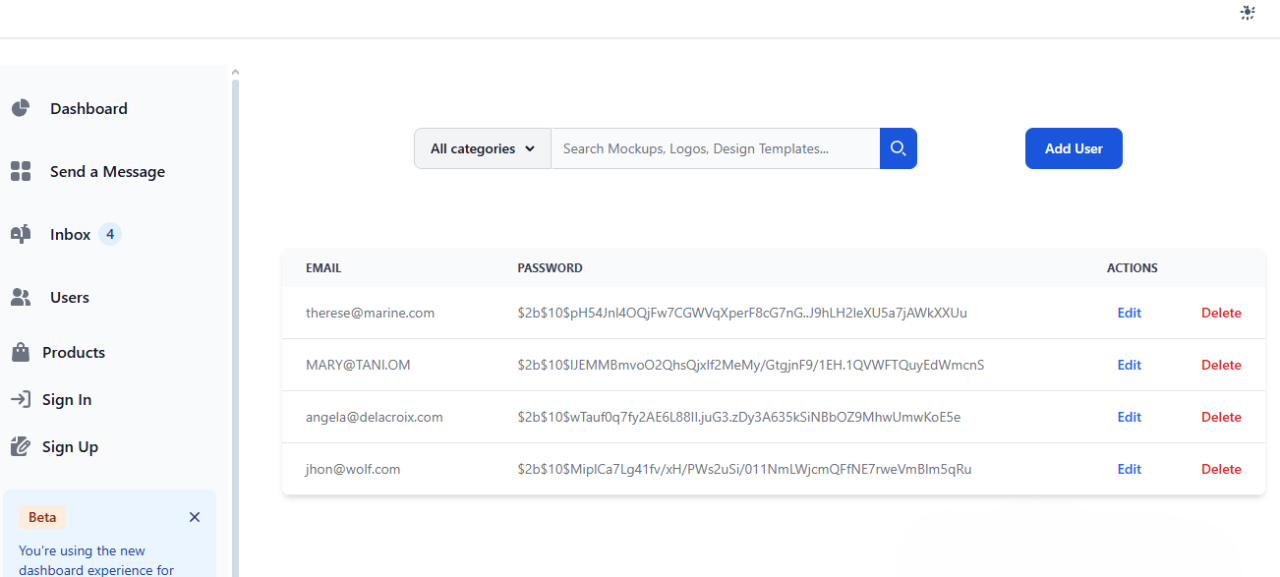 Dashboard
Send a Message
Inbox 4
Users
Products
Sign In
Sign Up
Beta
You're using the new
dashboard experience for
All categories
Search Mockups, Logos, Design Templates...
Add User
EMAIL PASSWORD ACTIONS
therese@marine.com $2b$10$pH54Jnl4OQjFw7CGWVqXperF8cG7nG..J9hLH2IeXU5a7jAWkXXUu Edit Delete
MARY@TANI.OM $2b$10$IJEMMBmvoO2QhsQjxIf2MeMy/GtgjnF9/1EH.1QVWFTQuyEdWmcnS Edit Delete
angela@delacroix.com $2b$10$wTauf0q7fy2AE6L88II.juG3.zDy3A635kSiNBbOZ9MhwUmwKoE5e Edit Delete
jhon@wolf.com $2b$10$MiplCa7Lg41fv/xH/PWs2uSi/011NmLWjcmQFfNE7rweVmBIm5qRu Edit Delete